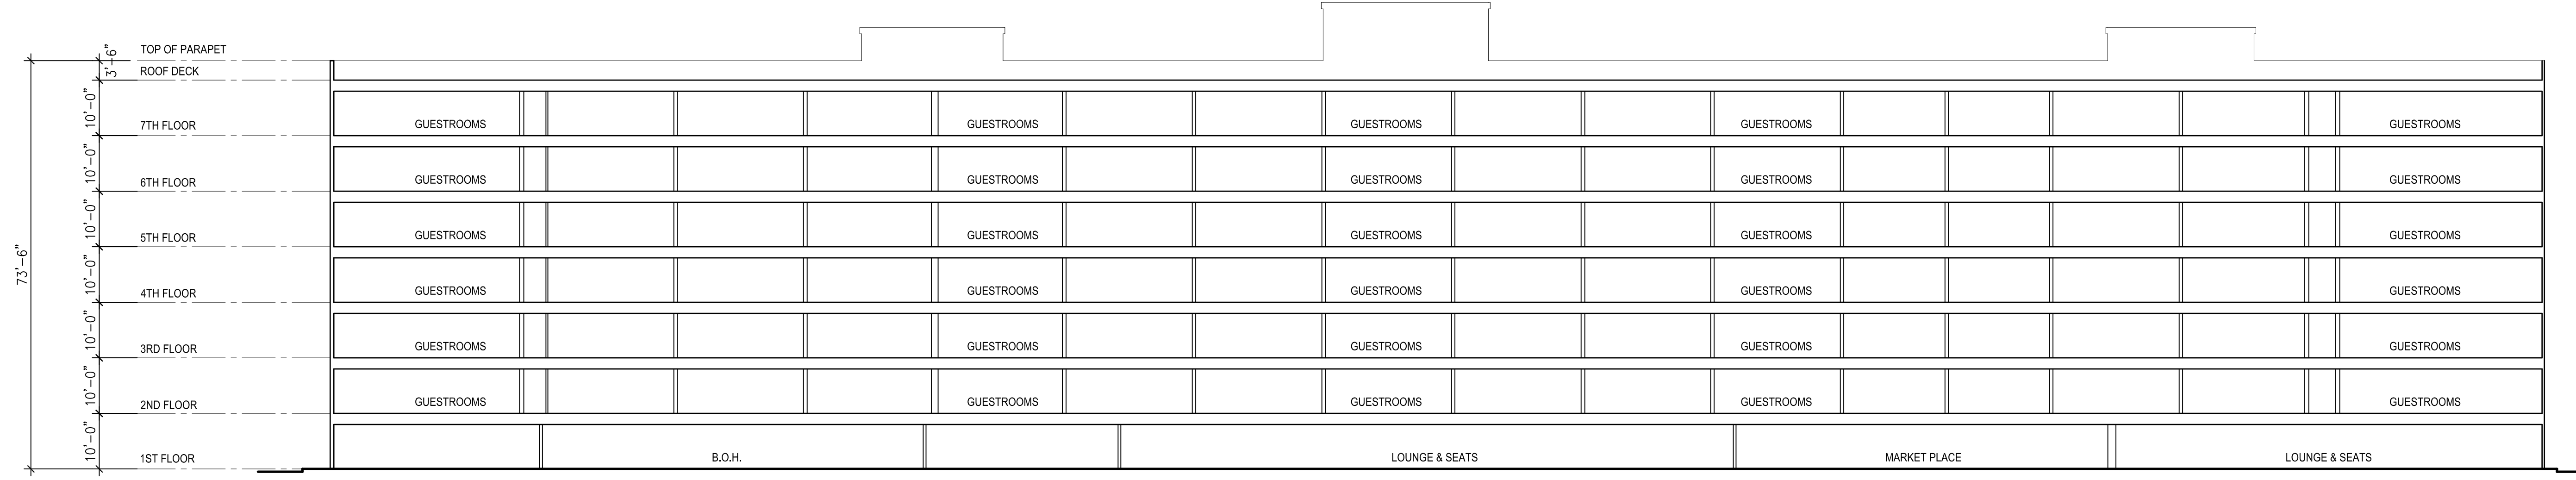 TOP OF PARAPET
3'-6"
ROOF DECK
10'-0"
7TH FLOOR GUESTROOMS GUESTROOMS GUESTROOMS GUESTROOMS GUESTROOMS
10'-0"
6TH FLOOR GUESTROOMS GUESTROOMS GUESTROOMS GUESTROOMS GUESTROOMS
10'-0"
5TH FLOOR GUESTROOMS GUESTROOMS GUESTROOMS GUESTROOMS GUESTROOMS
73'-6"
10'-0"
4TH FLOOR GUESTROOMS GUESTROOMS GUESTROOMS GUESTROOMS GUESTROOMS
10'-0"
3RD FLOOR GUESTROOMS GUESTROOMS GUESTROOMS GUESTROOMS GUESTROOMS
10'-0"
2ND FLOOR GUESTROOMS GUESTROOMS GUESTROOMS GUESTROOMS GUESTROOMS
10'-0"
1ST FLOOR B.O.H. LOUNGE & SEATS MARKET PLACE LOUNGE & SEATS